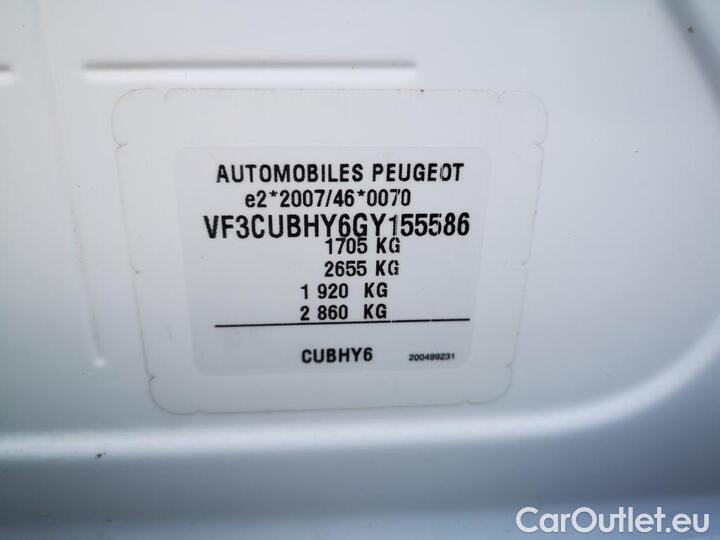 AUTOMOBILES PEUGEOT
e2*2007/46*0070
VF3CUBHY6GY155586
1705 KG
2655 KG
1 920 KG
2 860 KG
CUBHY6 200499231
CarOutlet.eu